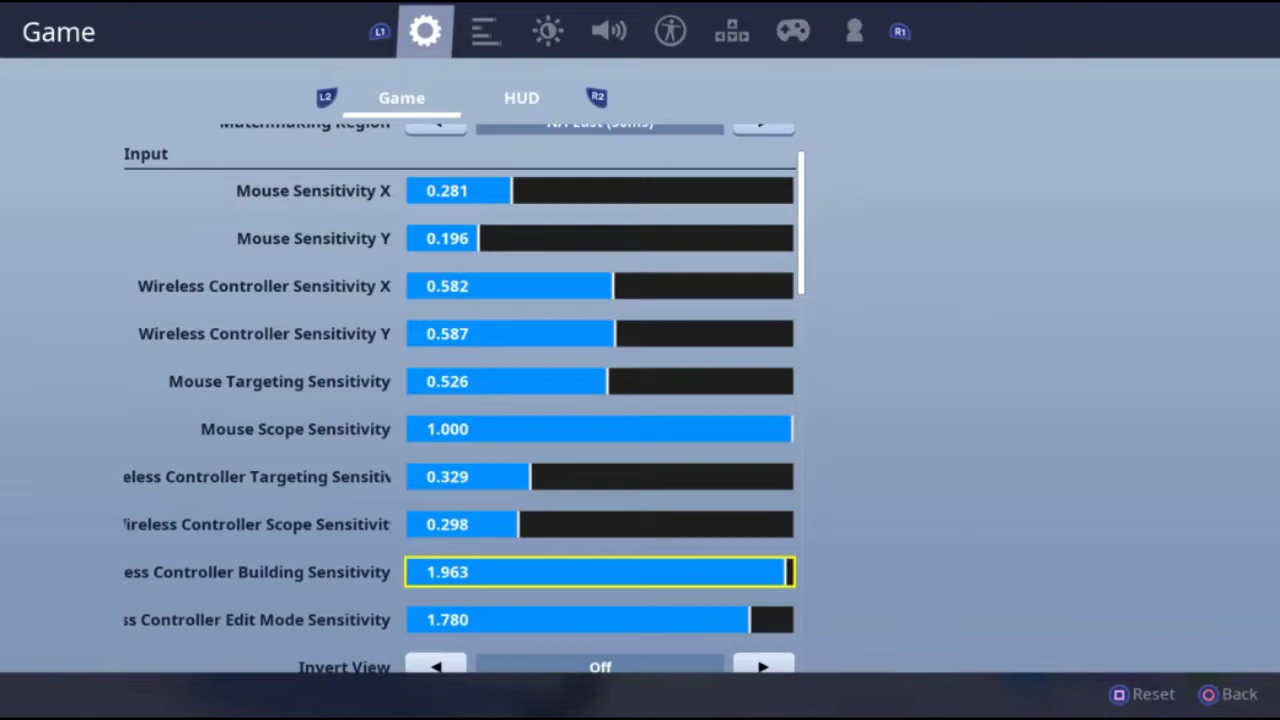 Game
L1
R1
L2
Game
HUD
R2
Matchmaking Region
Input
Mouse Sensitivity X 0.281
Mouse Sensitivity Y 0.196
Wireless Controller Sensitivity X 0.582
Wireless Controller Sensitivity Y 0.587
Mouse Targeting Sensitivity 0.526
Mouse Scope Sensitivity 1.000
eless Controller Targeting Sensitiv 0.329
ireless Controller Scope Sensitivit 0.298
ess Controller Building Sensitivity 1.963
ss Controller Edit Mode Sensitivity 1.780
Invert View Off
Reset Back